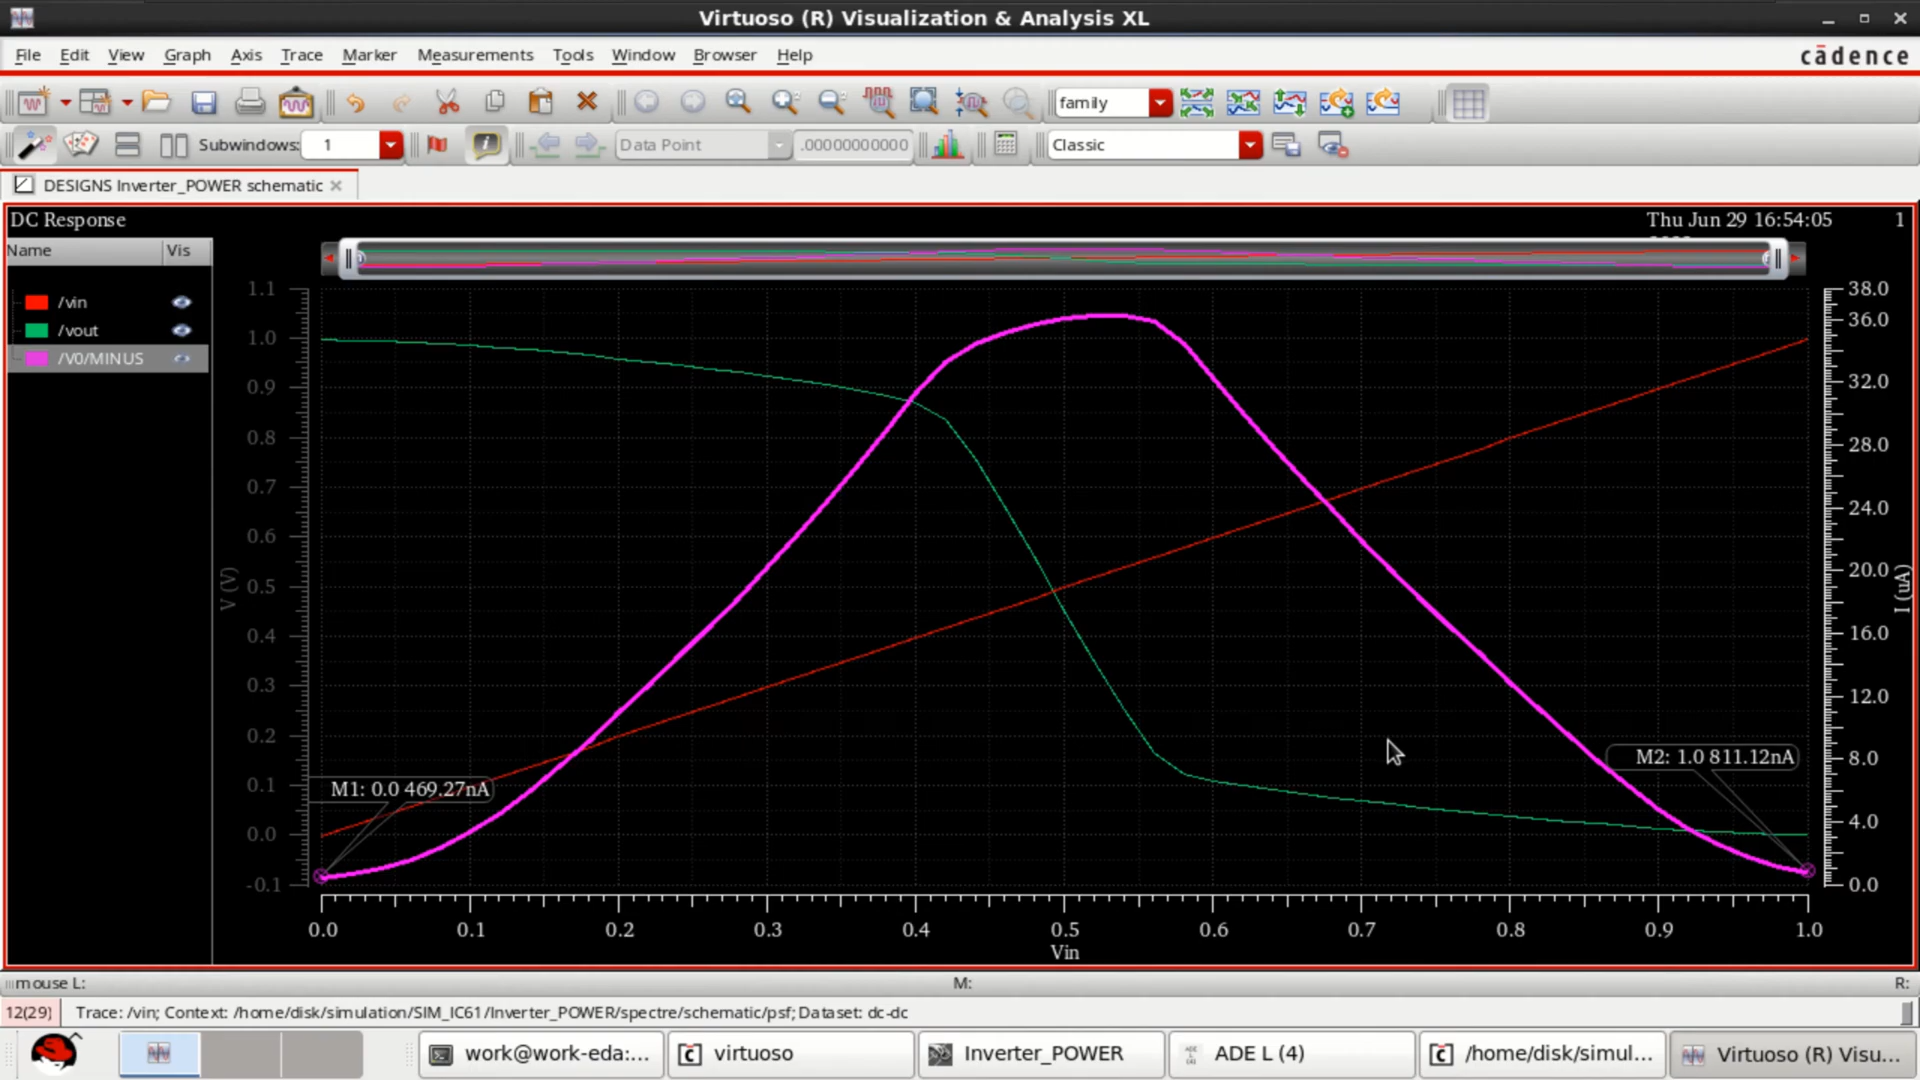 Virtuoso (R) Visualization & Analysis XL
File Edit View Graph Axis Trace Marker Measurements Tools Window Browser Help
cādence
family
Subwindows: 1 Data Point .00000000000 Classic
DESIGNS Inverter_POWER schematic
DC Response
Thu Jun 29 16:54:05 1
Name Vis
/vin
/vout
/V0/MINUS
1.1
1.0
0.9
0.8
0.7
0.6
0.5
0.4
0.3
0.2
0.1
0.0
-0.1
V (V)
M1: 0.0 469.27nA
M2: 1.0 811.12nA
38.0
36.0
32.0
28.0
24.0
20.0
16.0
12.0
8.0
4.0
0.0
I (uA)
0.0 0.1 0.2 0.3 0.4 0.5 0.6 0.7 0.8 0.9 1.0
Vin
mouse L: M: R:
12(29) Trace: /vin; Context: /home/disk/simulation/SIM_IC61/Inverter_POWER/spectre/schematic/psf; Dataset: dc-dc
work@work-eda:... virtuoso Inverter_POWER ADE L (4) /home/disk/simul... Virtuoso (R) Visu...